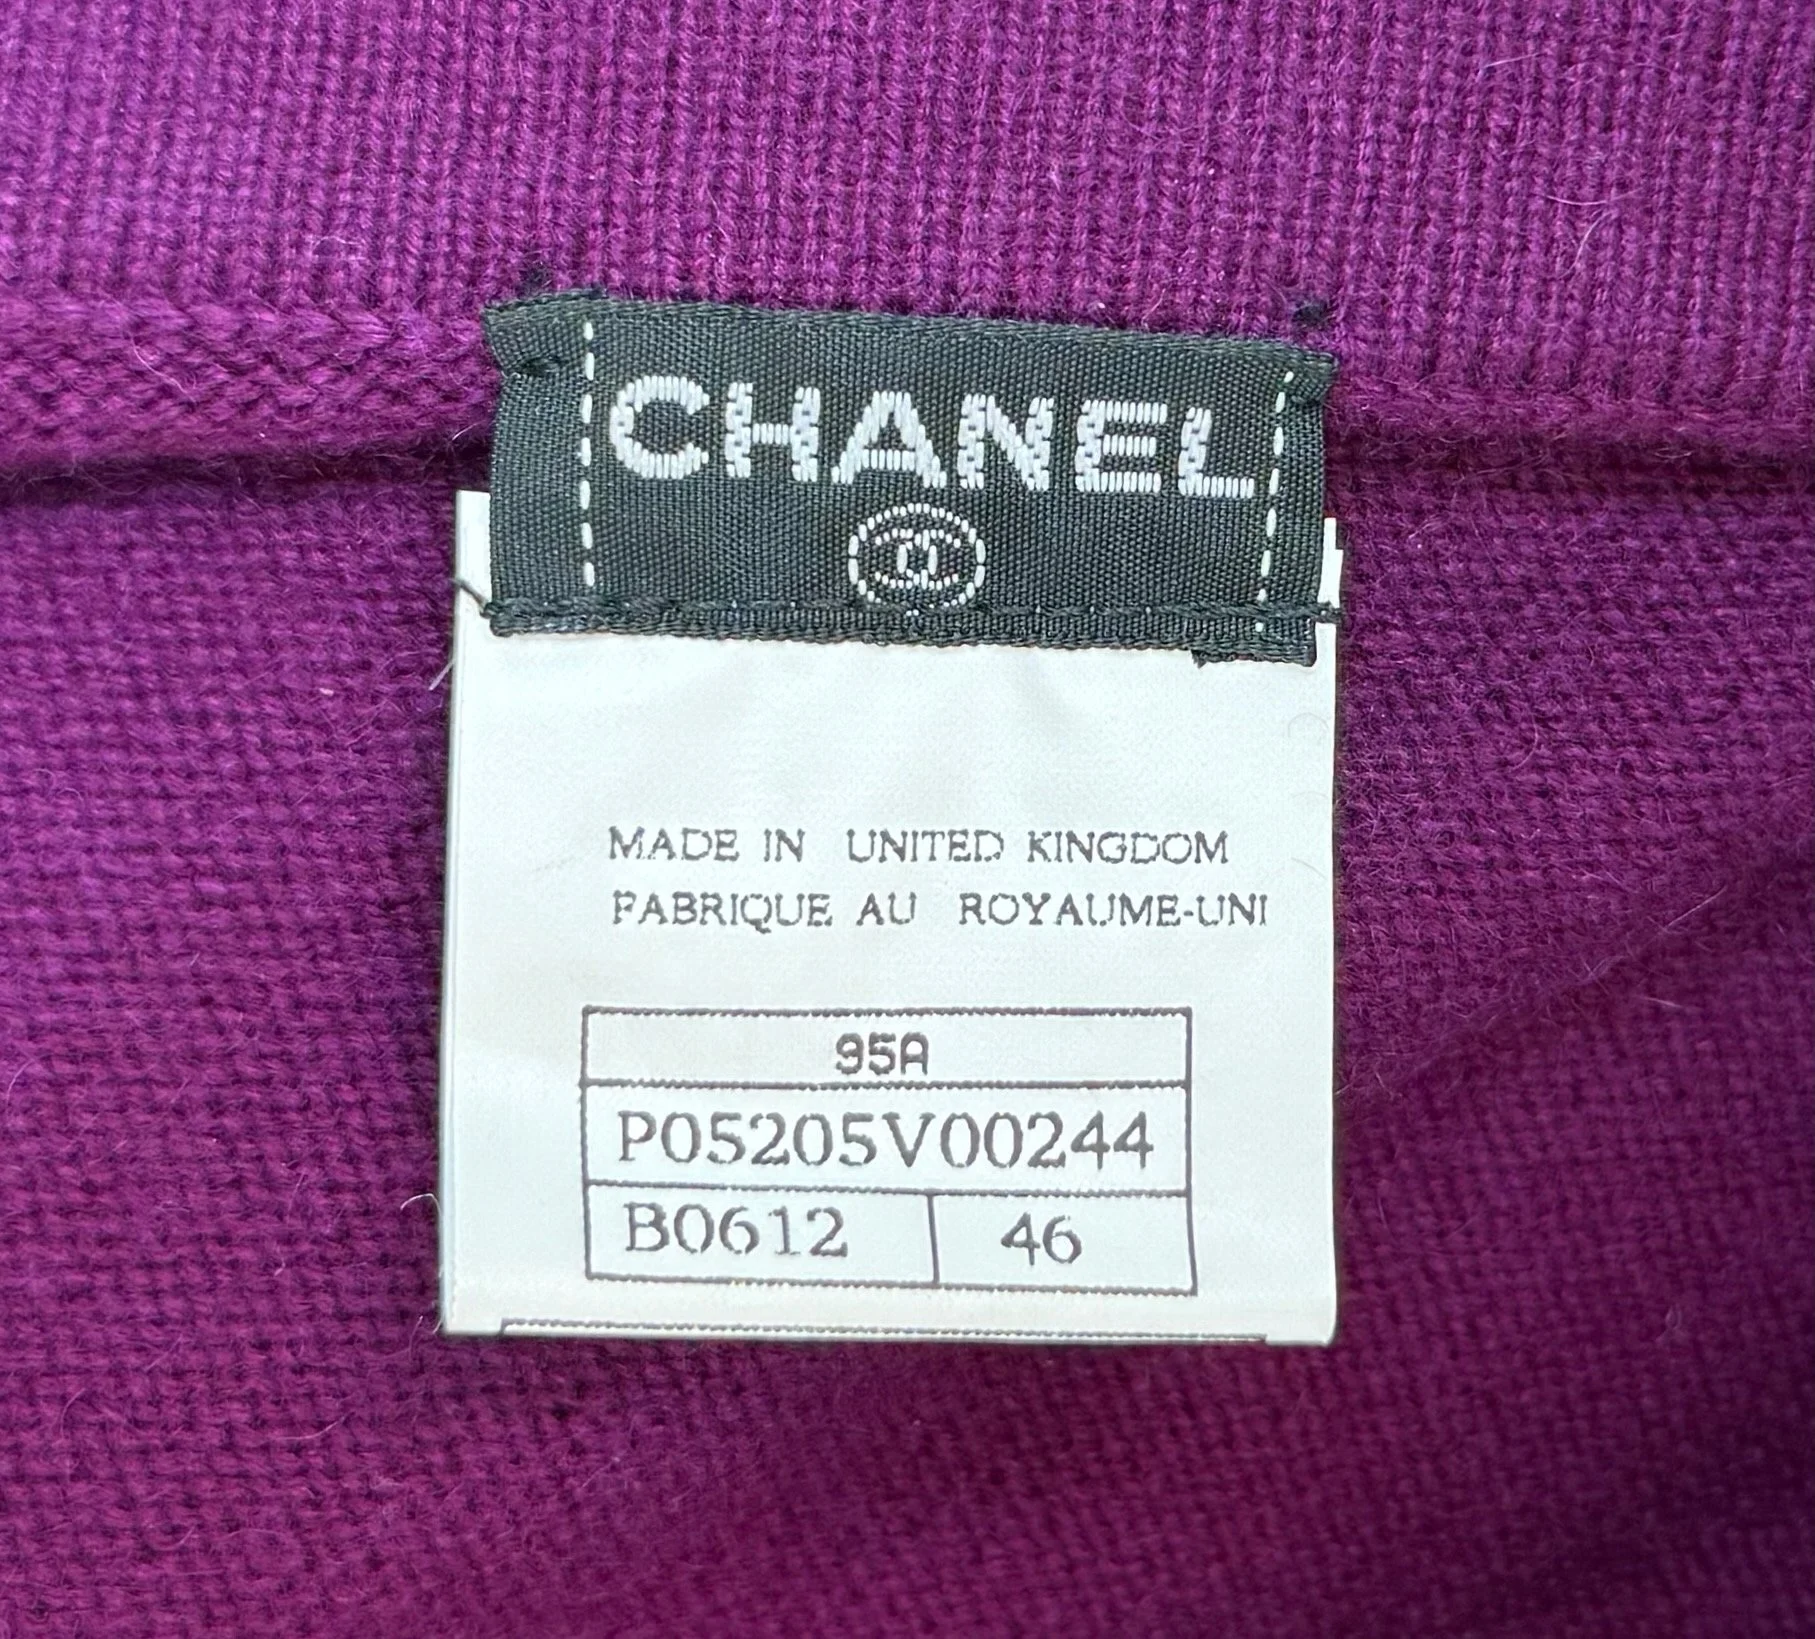 CHANEL
MADE IN UNITED KINGDOM
FABRIQUE AU ROYAUME-UNI
95A
P05205V00244
B0612 46